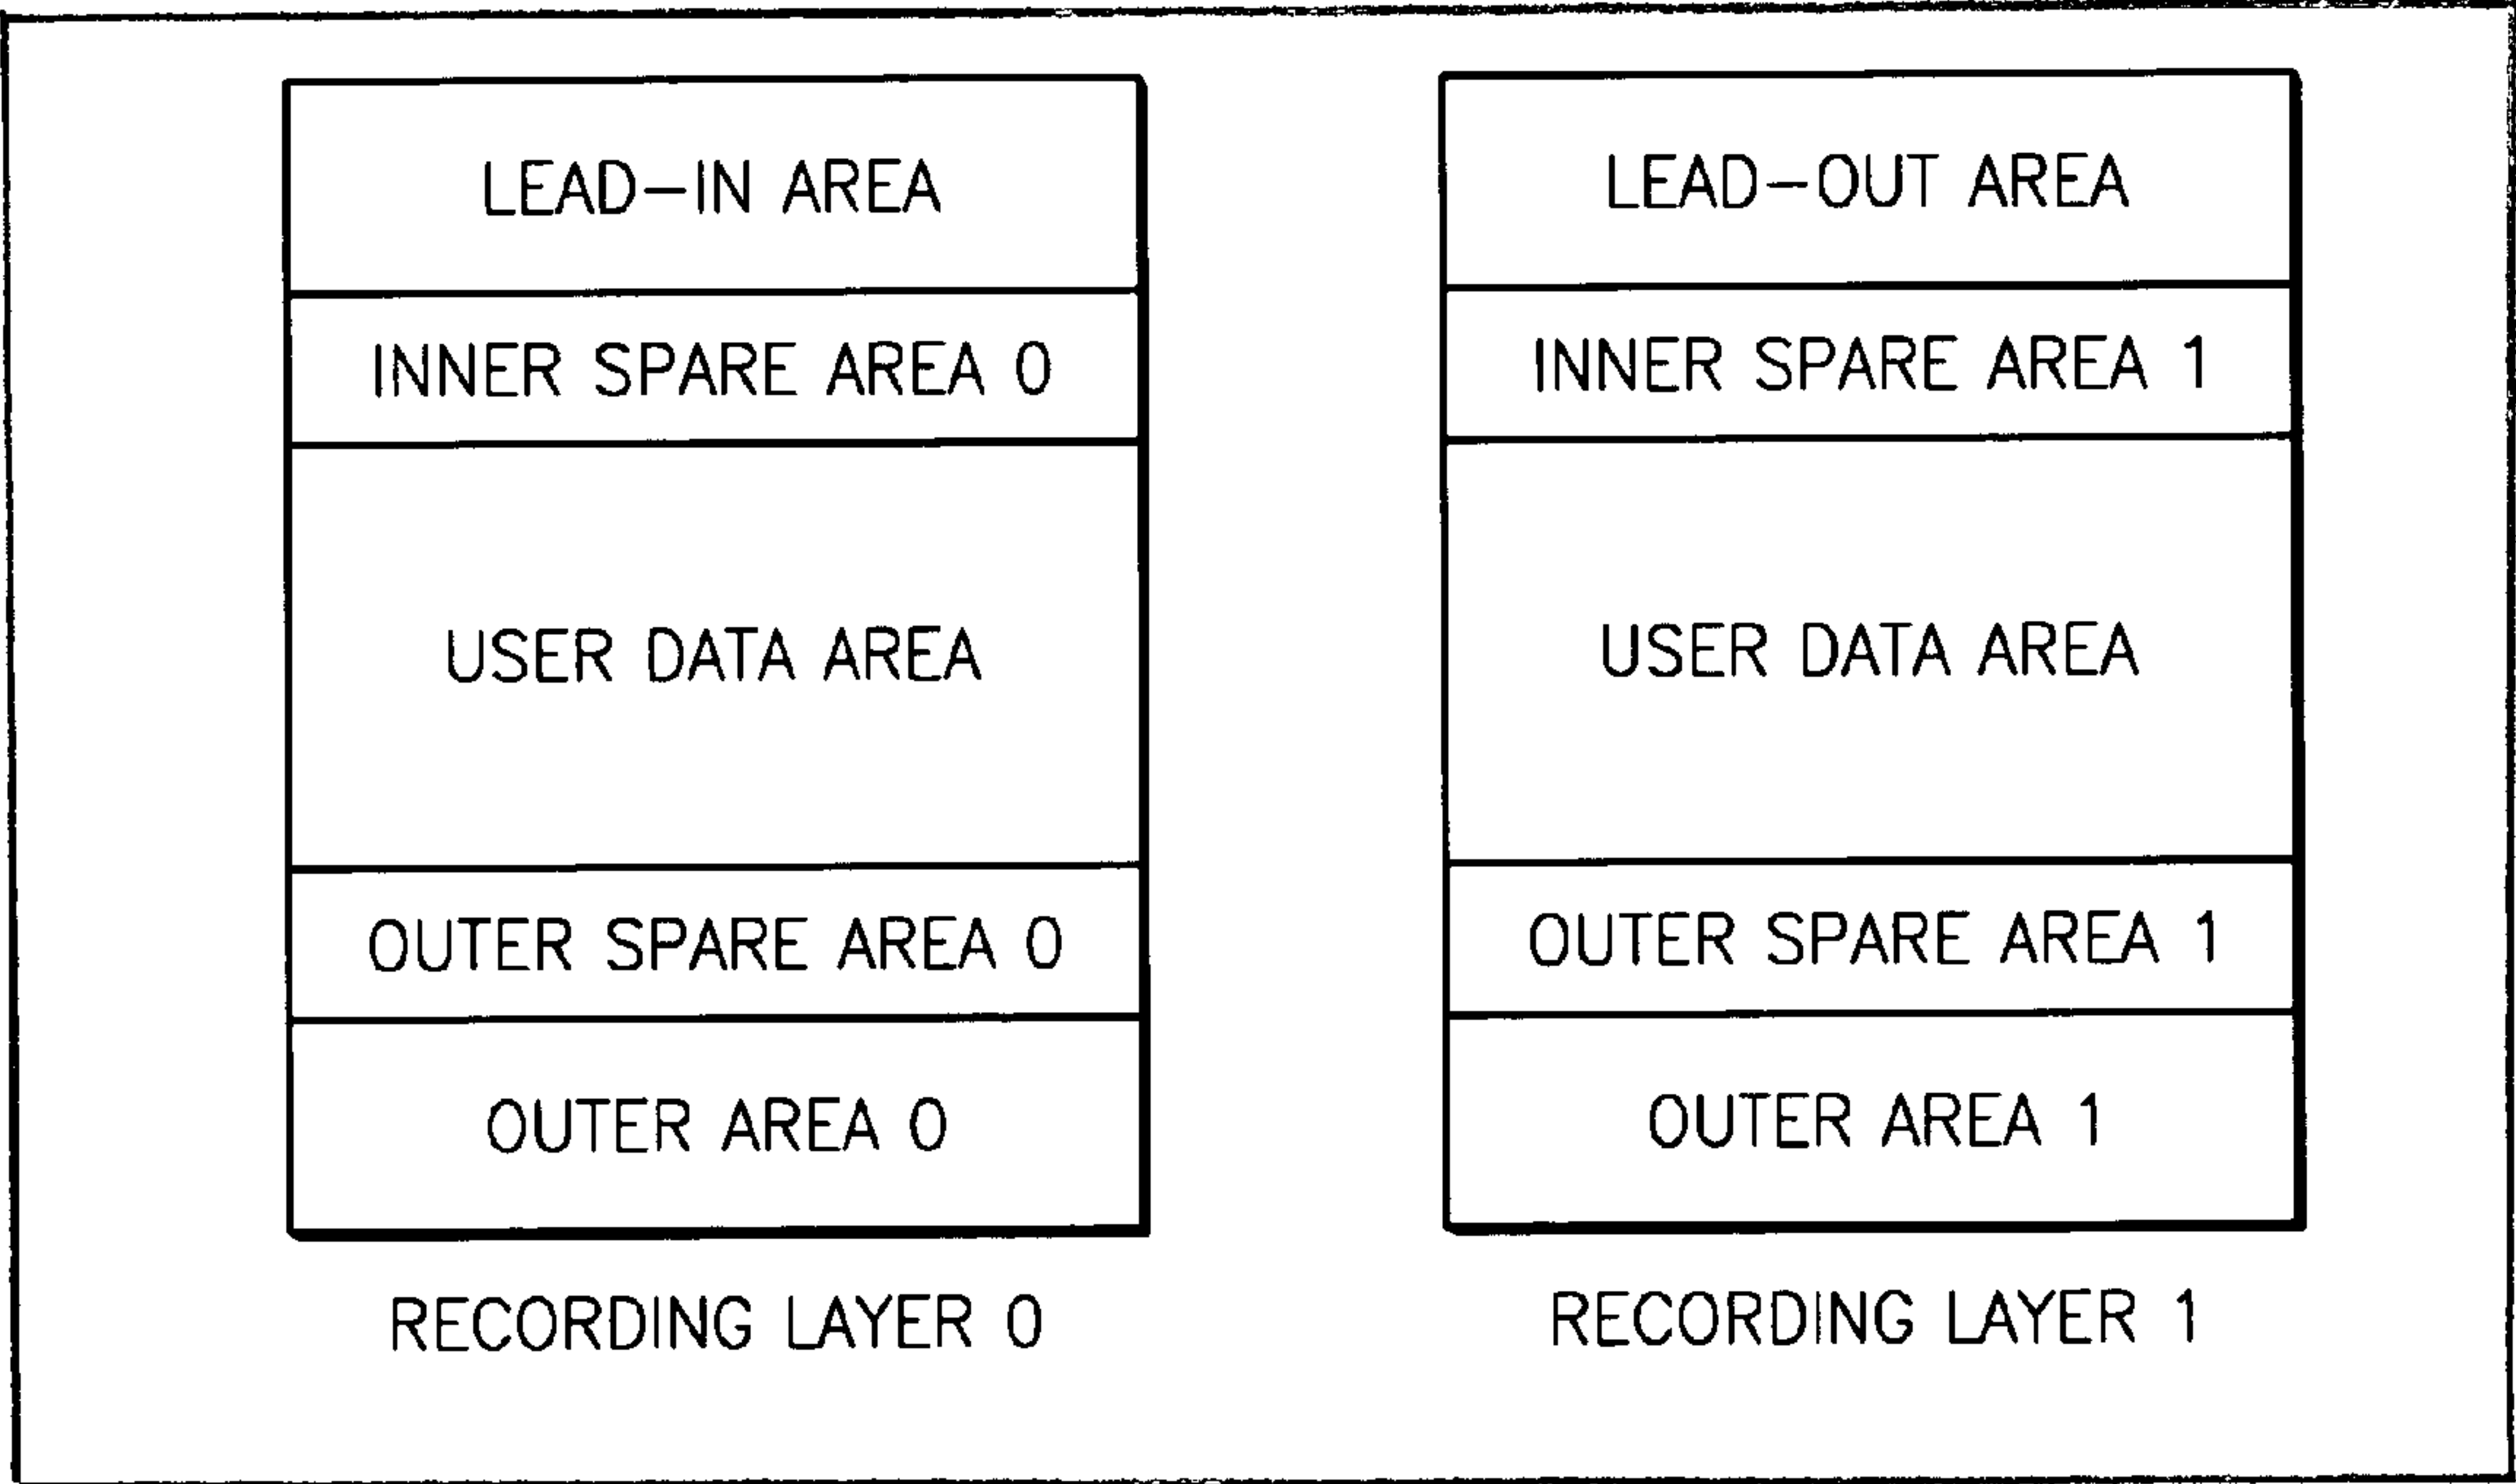 LEAD-IN AREA
INNER SPARE AREA 0
USER DATA AREA
OUTER SPARE AREA 0
OUTER AREA 0
RECORDING LAYER 0
LEAD-OUT AREA
INNER SPARE AREA 1
USER DATA AREA
OUTER SPARE AREA 1
OUTER AREA 1
RECORDING LAYER 1